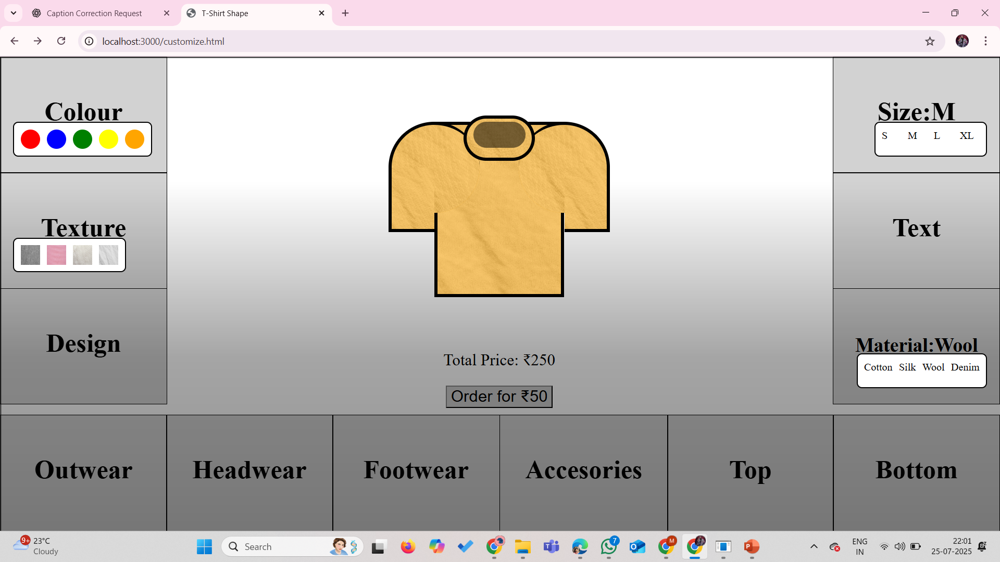 Caption Correction Request
T-Shirt Shape
localhost:3000/customize.html
Colour
Size:M
S M L XL
Texture
Text
Design
Material:Wool
Cotton Silk Wool Denim
Total Price: ₹250
Order for ₹50
Outwear Headwear Footwear Accesories Top Bottom
9+
23°C
Cloudy
Search
7
M
ENG
IN
22:01
25-07-2025